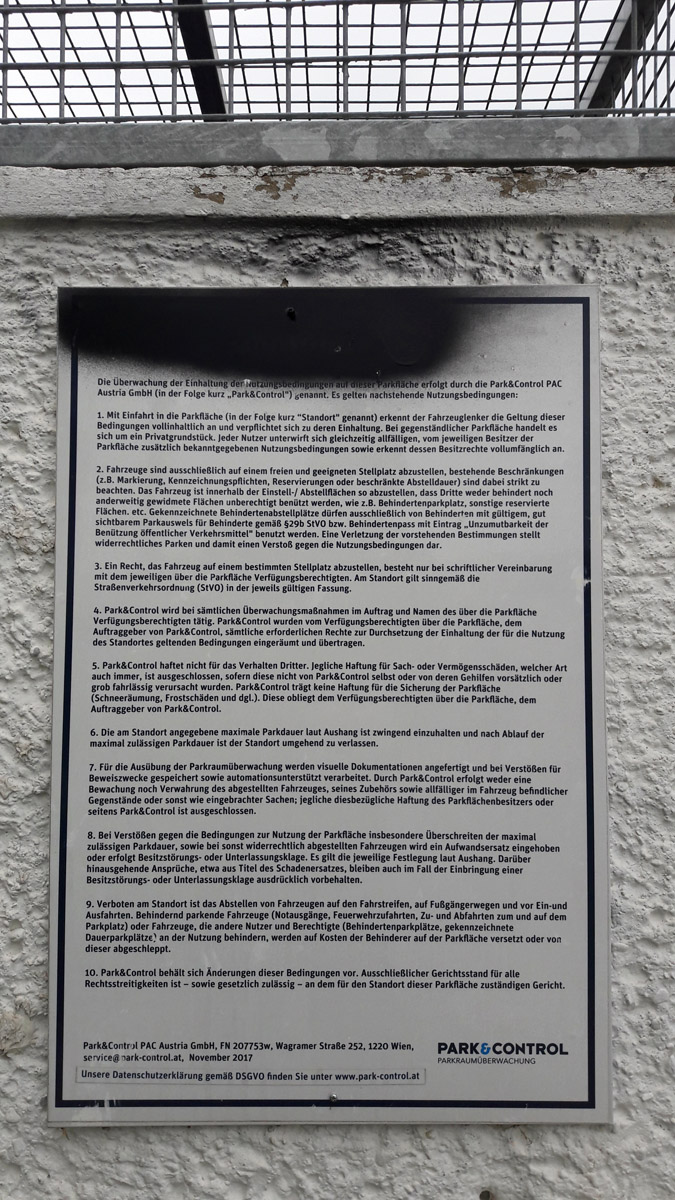 Die Überwachung der Einhaltung der Nutzungsbedingungen auf dieser Parkfläche erfolgt durch die Park&Control PAC
Austria GmbH (in der Folge kurz „Park&Control“) genannt. Es gelten nachstehende Nutzungsbedingungen:
1. Mit Einfahrt in die Parkfläche (in der Folge kurz "Standort" genannt) erkennt der Fahrzeuglenker die Geltung dieser
Bedingungen vollinhaltlich an und verpflichtet sich zu deren Einhaltung. Bei gegenständlicher Parkfläche handelt es
sich um ein Privatgrundstück. Jeder Nutzer unterwirft sich gleichzeitig allfälligen, vom jeweiligen Besitzer der
Parkfläche zusätzlich bekanntgegebenen Nutzungsbedingungen sowie erkennt dessen Besitzrechte vollumfänglich an.
2. Fahrzeuge sind ausschließlich auf einem freien und geeigneten Stellplatz abzustellen, bestehende Beschränkungen
(z.B. Markierung, Kennzeichnungspflichten, Reservierungen oder beschränkte Abstelldauer) sind dabei strikt zu
beachten. Das Fahrzeug ist innerhalb der Einstell-/ Abstellflächen so abzustellen, dass Dritte weder behindert noch
anderweitig gewidmete Flächen unberechtigt benützt werden, wie z.B. Behindertenparkplatz, sonstige reservierte
Flächen. etc. Gekennzeichnete Behindertenabstellplätze dürfen ausschließlich von Behinderten mit gültigem, gut
sichtbarem Parkausweis für Behinderte gemäß §29b StVO bzw. Behindertenpass mit Eintrag „Unzumutbarkeit der
Benützung öffentlicher Verkehrsmittel“ benutzt werden. Eine Verletzung der vorstehenden Bestimmungen stellt
widerrechtliches Parken und damit einen Verstoß gegen die Nutzungsbedingungen dar.
3. Ein Recht, das Fahrzeug auf einem bestimmten Stellplatz abzustellen, besteht nur bei schriftlicher Vereinbarung
mit dem jeweiligen über die Parkfläche Verfügungsberechtigten. Am Standort gilt sinngemäß die
Straßenverkehrsordnung (StVO) in der jeweils gültigen Fassung.
4. Park&Control wird bei sämtlichen Überwachungsmaßnahmen im Auftrag und Namen des über die Parkfläche
Verfügungsberechtigten tätig. Park&Control wurden vom Verfügungsberechtigten über die Parkfläche, dem
Auftraggeber von Park&Control, sämtliche erforderlichen Rechte zur Durchsetzung der Einhaltung der für die Nutzung
des Standortes geltenden Bedingungen eingeräumt und übertragen.
5. Park&Control haftet nicht für das Verhalten Dritter. Jegliche Haftung für Sach- oder Vermögensschäden, welcher Art
auch immer, ist ausgeschlossen, sofern diese nicht von Park&Control selbst oder von deren Gehilfen vorsätzlich oder
grob fahrlässig verursacht wurden. Park&Control trägt keine Haftung für die Sicherung der Parkfläche
(Schneeräumung, Frostschäden und dgl.). Diese obliegt dem Verfügungsberechtigten über die Parkfläche, dem
Auftraggeber von Park&Control.
6. Die am Standort angegebene maximale Parkdauer laut Aushang ist zwingend einzuhalten und nach Ablauf der
maximal zulässigen Parkdauer ist der Standort umgehend zu verlassen.
7. Für die Ausübung der Parkraumüberwachung werden visuelle Dokumentationen angefertigt und bei Verstößen für
Beweiszwecke gespeichert sowie automationsunterstützt verarbeitet. Durch Park&Control erfolgt weder eine
Bewachung noch Verwahrung des abgestellten Fahrzeuges, seines Zubehörs sowie allfälliger im Fahrzeug befindlicher
Gegenstände oder sonst wie eingebrachter Sachen; jegliche diesbezügliche Haftung des Parkflächenbesitzers oder
seitens Park&Control ist ausgeschlossen.
8. Bei Verstößen gegen die Bedingungen zur Nutzung der Parkfläche insbesondere Überschreiten der maximal
zulässigen Parkdauer, sowie bei sonst widerrechtlich abgestellten Fahrzeugen wird ein Aufwandsersatz eingehoben
oder erfolgt Besitzstörungs- oder Unterlassungsklage. Es gilt die jeweilige Festlegung laut Aushang. Darüber
hinausgehende Ansprüche, etwa aus Titel des Schadenersatzes, bleiben auch im Fall der Einbringung einer
Besitzstörungs- oder Unterlassungsklage ausdrücklich vorbehalten.
9. Verboten am Standort ist das Abstellen von Fahrzeugen auf den Fahrstreifen, auf Fußgängerwegen und vor Ein-und
Ausfahrten. Behindernd parkende Fahrzeuge (Notausgänge, Feuerwehrzufahrten, Zu- und Abfahrten zum und auf dem
Parkplatz) oder Fahrzeuge, die andere Nutzer und Berechtigte (Behindertenparkplätze, gekennzeichnete
Dauerparkplätze) an der Nutzung behindern, werden auf Kosten der Behinderer auf der Parkfläche versetzt oder von
dieser abgeschleppt.
10. Park&Control behält sich Änderungen dieser Bedingungen vor. Ausschließlicher Gerichtsstand für alle
Rechtsstreitigkeiten ist – sowie gesetzlich zulässig – an dem für den Standort dieser Parkfläche zuständigen Gericht.
Park&Control PAC Austria GmbH, FN 207753w, Wagramer Straße 252, 1220 Wien,
service@park-control.at, November 2017
Unsere Datenschutzerklärung gemäß DSGVO finden Sie unter www.park-control.at
PARK&CONTROL
PARKRAUMÜBERWACHUNG